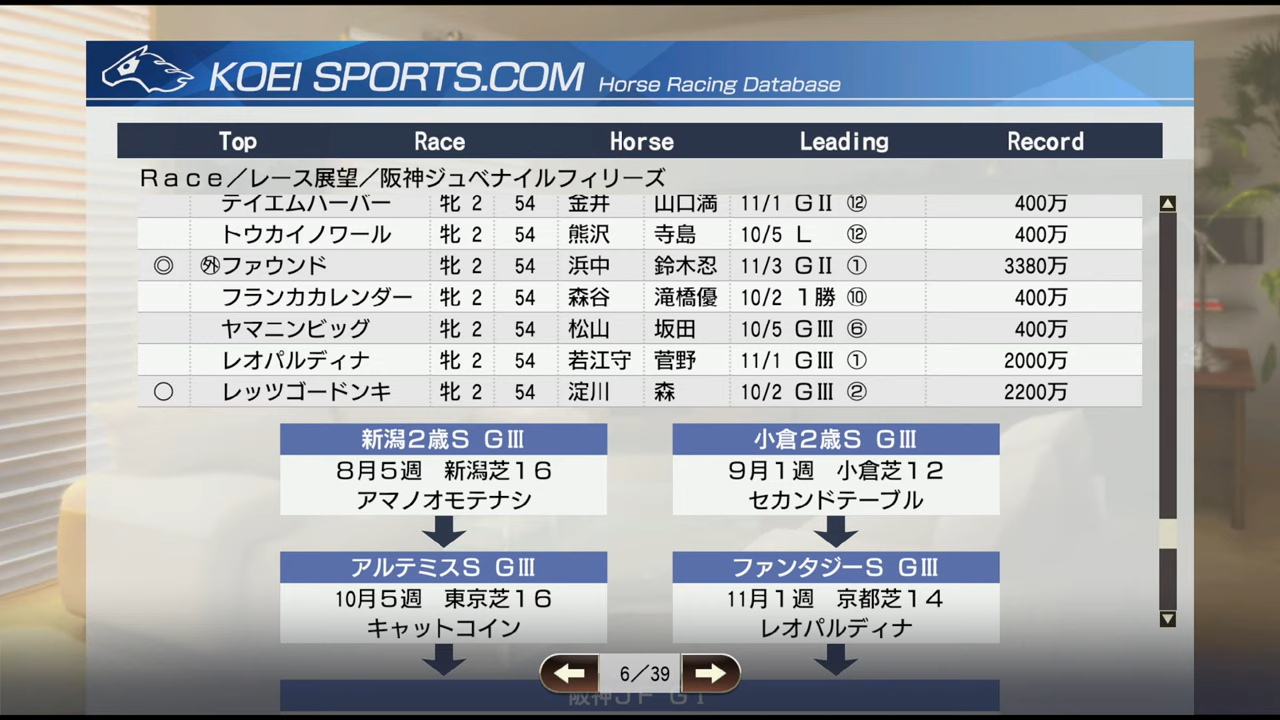 KOEI SPORTS.COM Horse Racing Database
Top Race Horse Leading Record
Race／レース展望／阪神ジュベナイルフィリーズ
テイエムハーバー 牝 2 54 金井 山口満 11/1 GⅡ ⑫ 400万
トウカイノワール 牝 2 54 熊沢 寺島 10/5 L ⑫ 400万
◎ 外 ファウンド 牝 2 54 浜中 鈴木忍 11/3 GⅡ ① 3380万
フランカカレンダー 牝 2 54 森谷 滝橋優 10/2 1勝 ⑩ 400万
ヤマニンビッグ 牝 2 54 松山 坂田 10/5 GⅢ ⑥ 400万
レオパルディナ 牝 2 54 若江守 菅野 11/1 GⅢ ① 2000万
○ レッツゴードンキ 牝 2 54 淀川 森 10/2 GⅢ ② 2200万
新潟2歳S GⅢ
8月5週 新潟芝16
アマノオモテナシ
小倉2歳S GⅢ
9月1週 小倉芝12
セカンドテーブル
アルテミスS GⅢ
10月5週 東京芝16
キャットコイン
ファンタジーS GⅢ
11月1週 京都芝14
レオパルディナ
阪神JF GⅠ
6／39